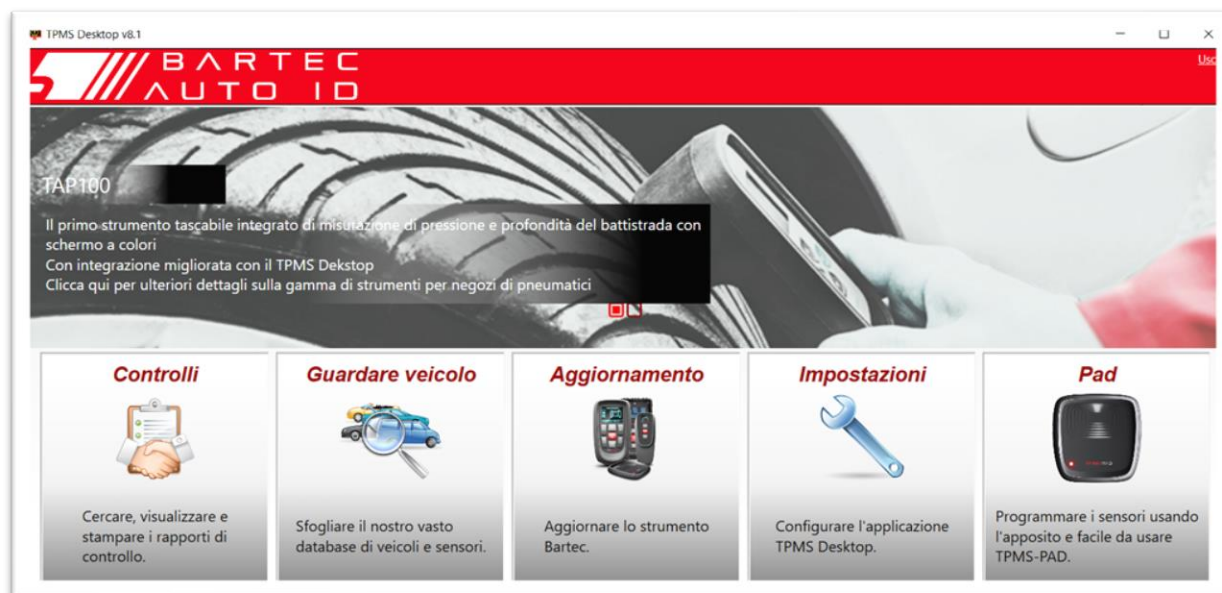 TPMS Desktop v8.1
BARTEC
AUTO ID
TAP100
Il primo strumento tascabile integrato di misurazione di pressione e profondità del battistrada con
schermo a colori
Con integrazione migliorata con il TPMS Dekstop
Clicca qui per ulteriori dettagli sulla gamma di strumenti per negozi di pneumatici
Controlli
Cercare, visualizzare e
stampare i rapporti di
controllo.
Guardare veicolo
Sfogliare il nostro vasto
database di veicoli e sensori.
Aggiornamento
Aggiornare lo strumento
Bartec.
Impostazioni
Configurare l'applicazione
TPMS Desktop.
Pad
Programmare i sensori usando
l'apposito e facile da usare
TPMS-PAD.